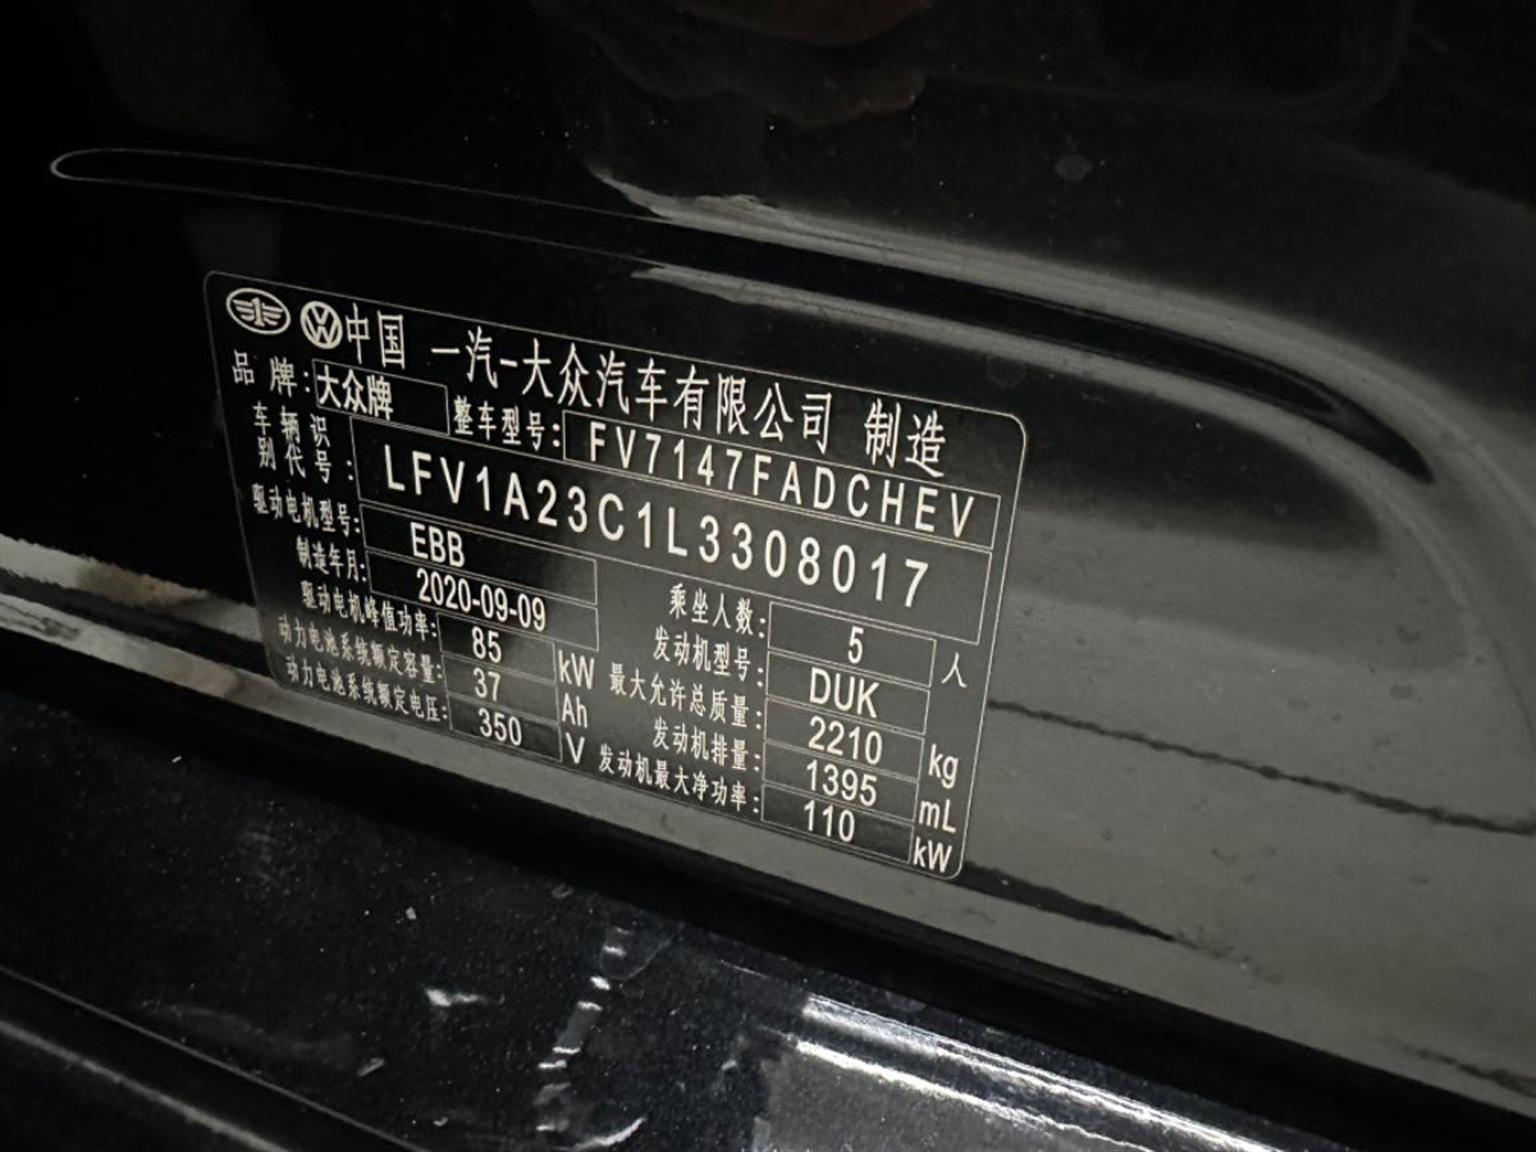 中国 一汽-大众汽车有限公司 制造
品牌: 大众牌 整车型号: FV7147FADCHEV
车辆识别代号: LFV1A23C1L3308017
驱动电机型号: EBB
制造年月: 2020-09-09 乘坐人数: 5 人
驱动电机峰值功率: 85 kW 发动机型号: DUK
动力电池系统额定容量: 37 Ah 最大允许总质量: 2210 kg
动力电池系统额定电压: 350 V 发动机排量: 1395 mL
发动机最大净功率: 110 kW